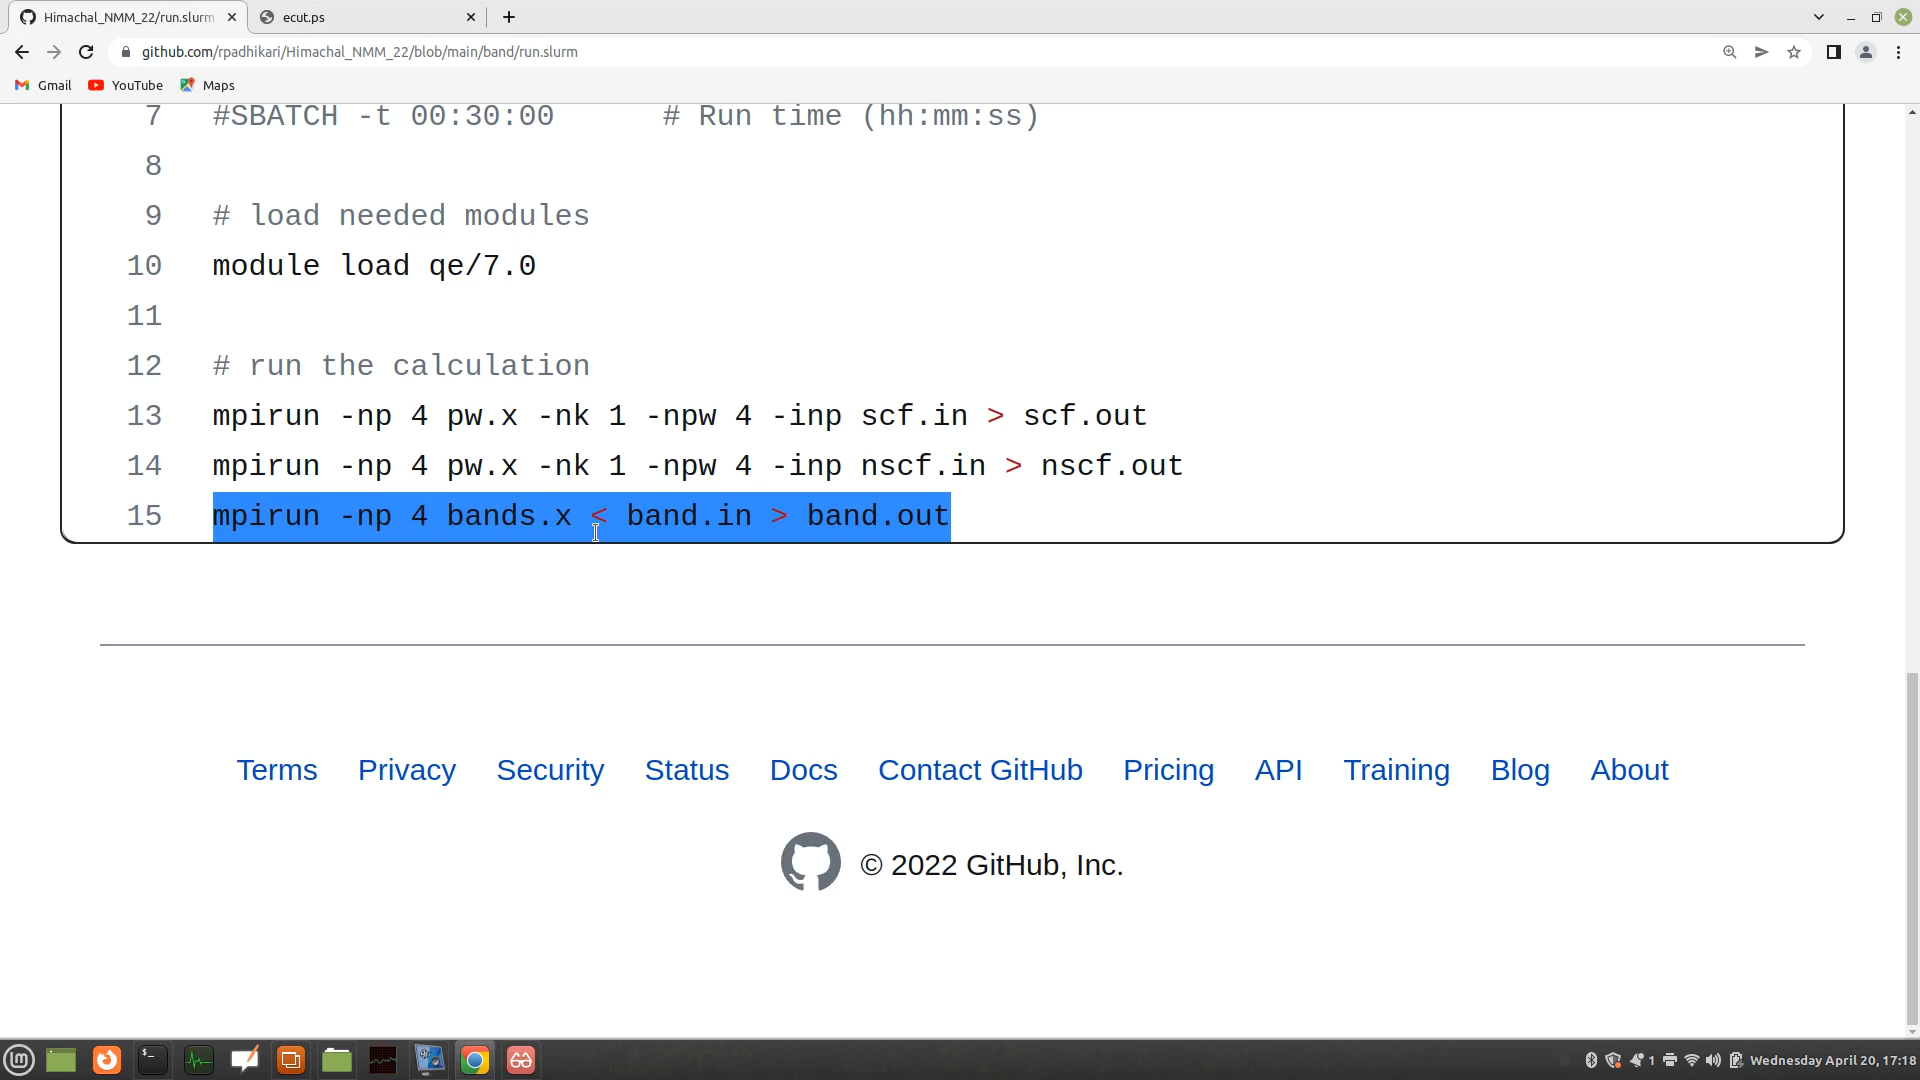 Himachal_NMM_22/run.slurm
ecut.ps
github.com/rpadhikari/Himachal_NMM_22/blob/main/band/run.slurm
Gmail YouTube Maps
7 #SBATCH -t 00:30:00 # Run time (hh:mm:ss)
8
9 # load needed modules
10 module load qe/7.0
11
12 # run the calculation
13 mpirun -np 4 pw.x -nk 1 -npw 4 -inp scf.in > scf.out
14 mpirun -np 4 pw.x -nk 1 -npw 4 -inp nscf.in > nscf.out
15 mpirun -np 4 bands.x < band.in > band.out
Terms Privacy Security Status Docs Contact GitHub Pricing API Training Blog About
© 2022 GitHub, Inc.
1 Wednesday April 20, 17:18